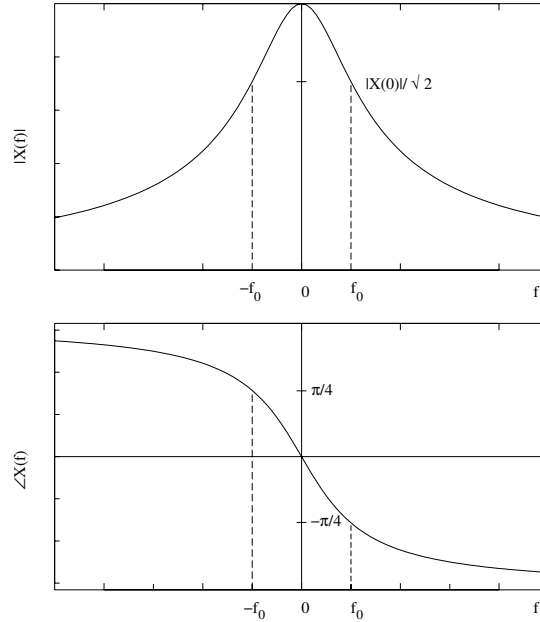 |X(f)|
|X(0)|/√2
−f₀ 0 f₀ f
∠X(f)
π/4
−π/4
−f₀ 0 f₀ f